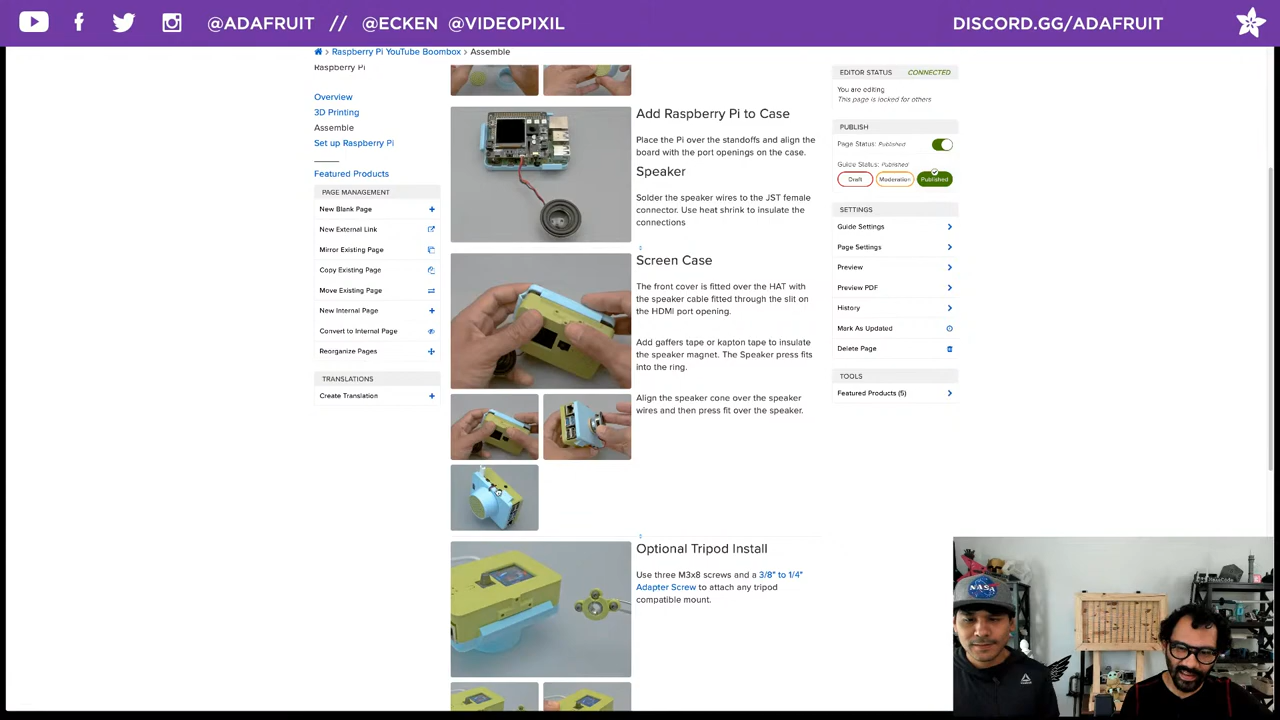 @ADAFRUIT // @ECKEN @VIDEOPIXIL
DISCORD.GG/ADAFRUIT
> Raspberry Pi YouTube Boombox > Assemble
Raspberry Pi
Overview
3D Printing
Assemble
Set up Raspberry Pi
Featured Products
PAGE MANAGEMENT
New Blank Page
New External Link
Mirror Existing Page
Copy Existing Page
Move Existing Page
New Internal Page
Convert to Internal Page
Reorganize Pages
TRANSLATIONS
Create Translation
Add Raspberry Pi to Case
Place the Pi over the standoffs and align the
board with the port openings on the case.
Speaker
Solder the speaker wires to the JST female
connector. Use heat shrink to insulate the
connections
Screen Case
The front cover is fitted over the HAT with
the speaker cable fitted through the slit on
the HDMI port opening.
Add gaffers tape or kapton tape to insulate
the speaker magnet. The Speaker press fits
into the ring.
Align the speaker cone over the speaker
wires and then press fit over the speaker.
Optional Tripod Install
Use three M3x8 screws and a 3/8" to 1/4"
Adapter Screw to attach any tripod
compatible mount.
EDITOR STATUS CONNECTED
You are editing
This page is locked for others
PUBLISH
Page Status: Published
Guide Status: Published
Draft Moderation Published
SETTINGS
Guide Settings
Page Settings
Preview
Preview PDF
History
Mark As Updated
Delete Page
TOOLS
Featured Products (5)
NASA